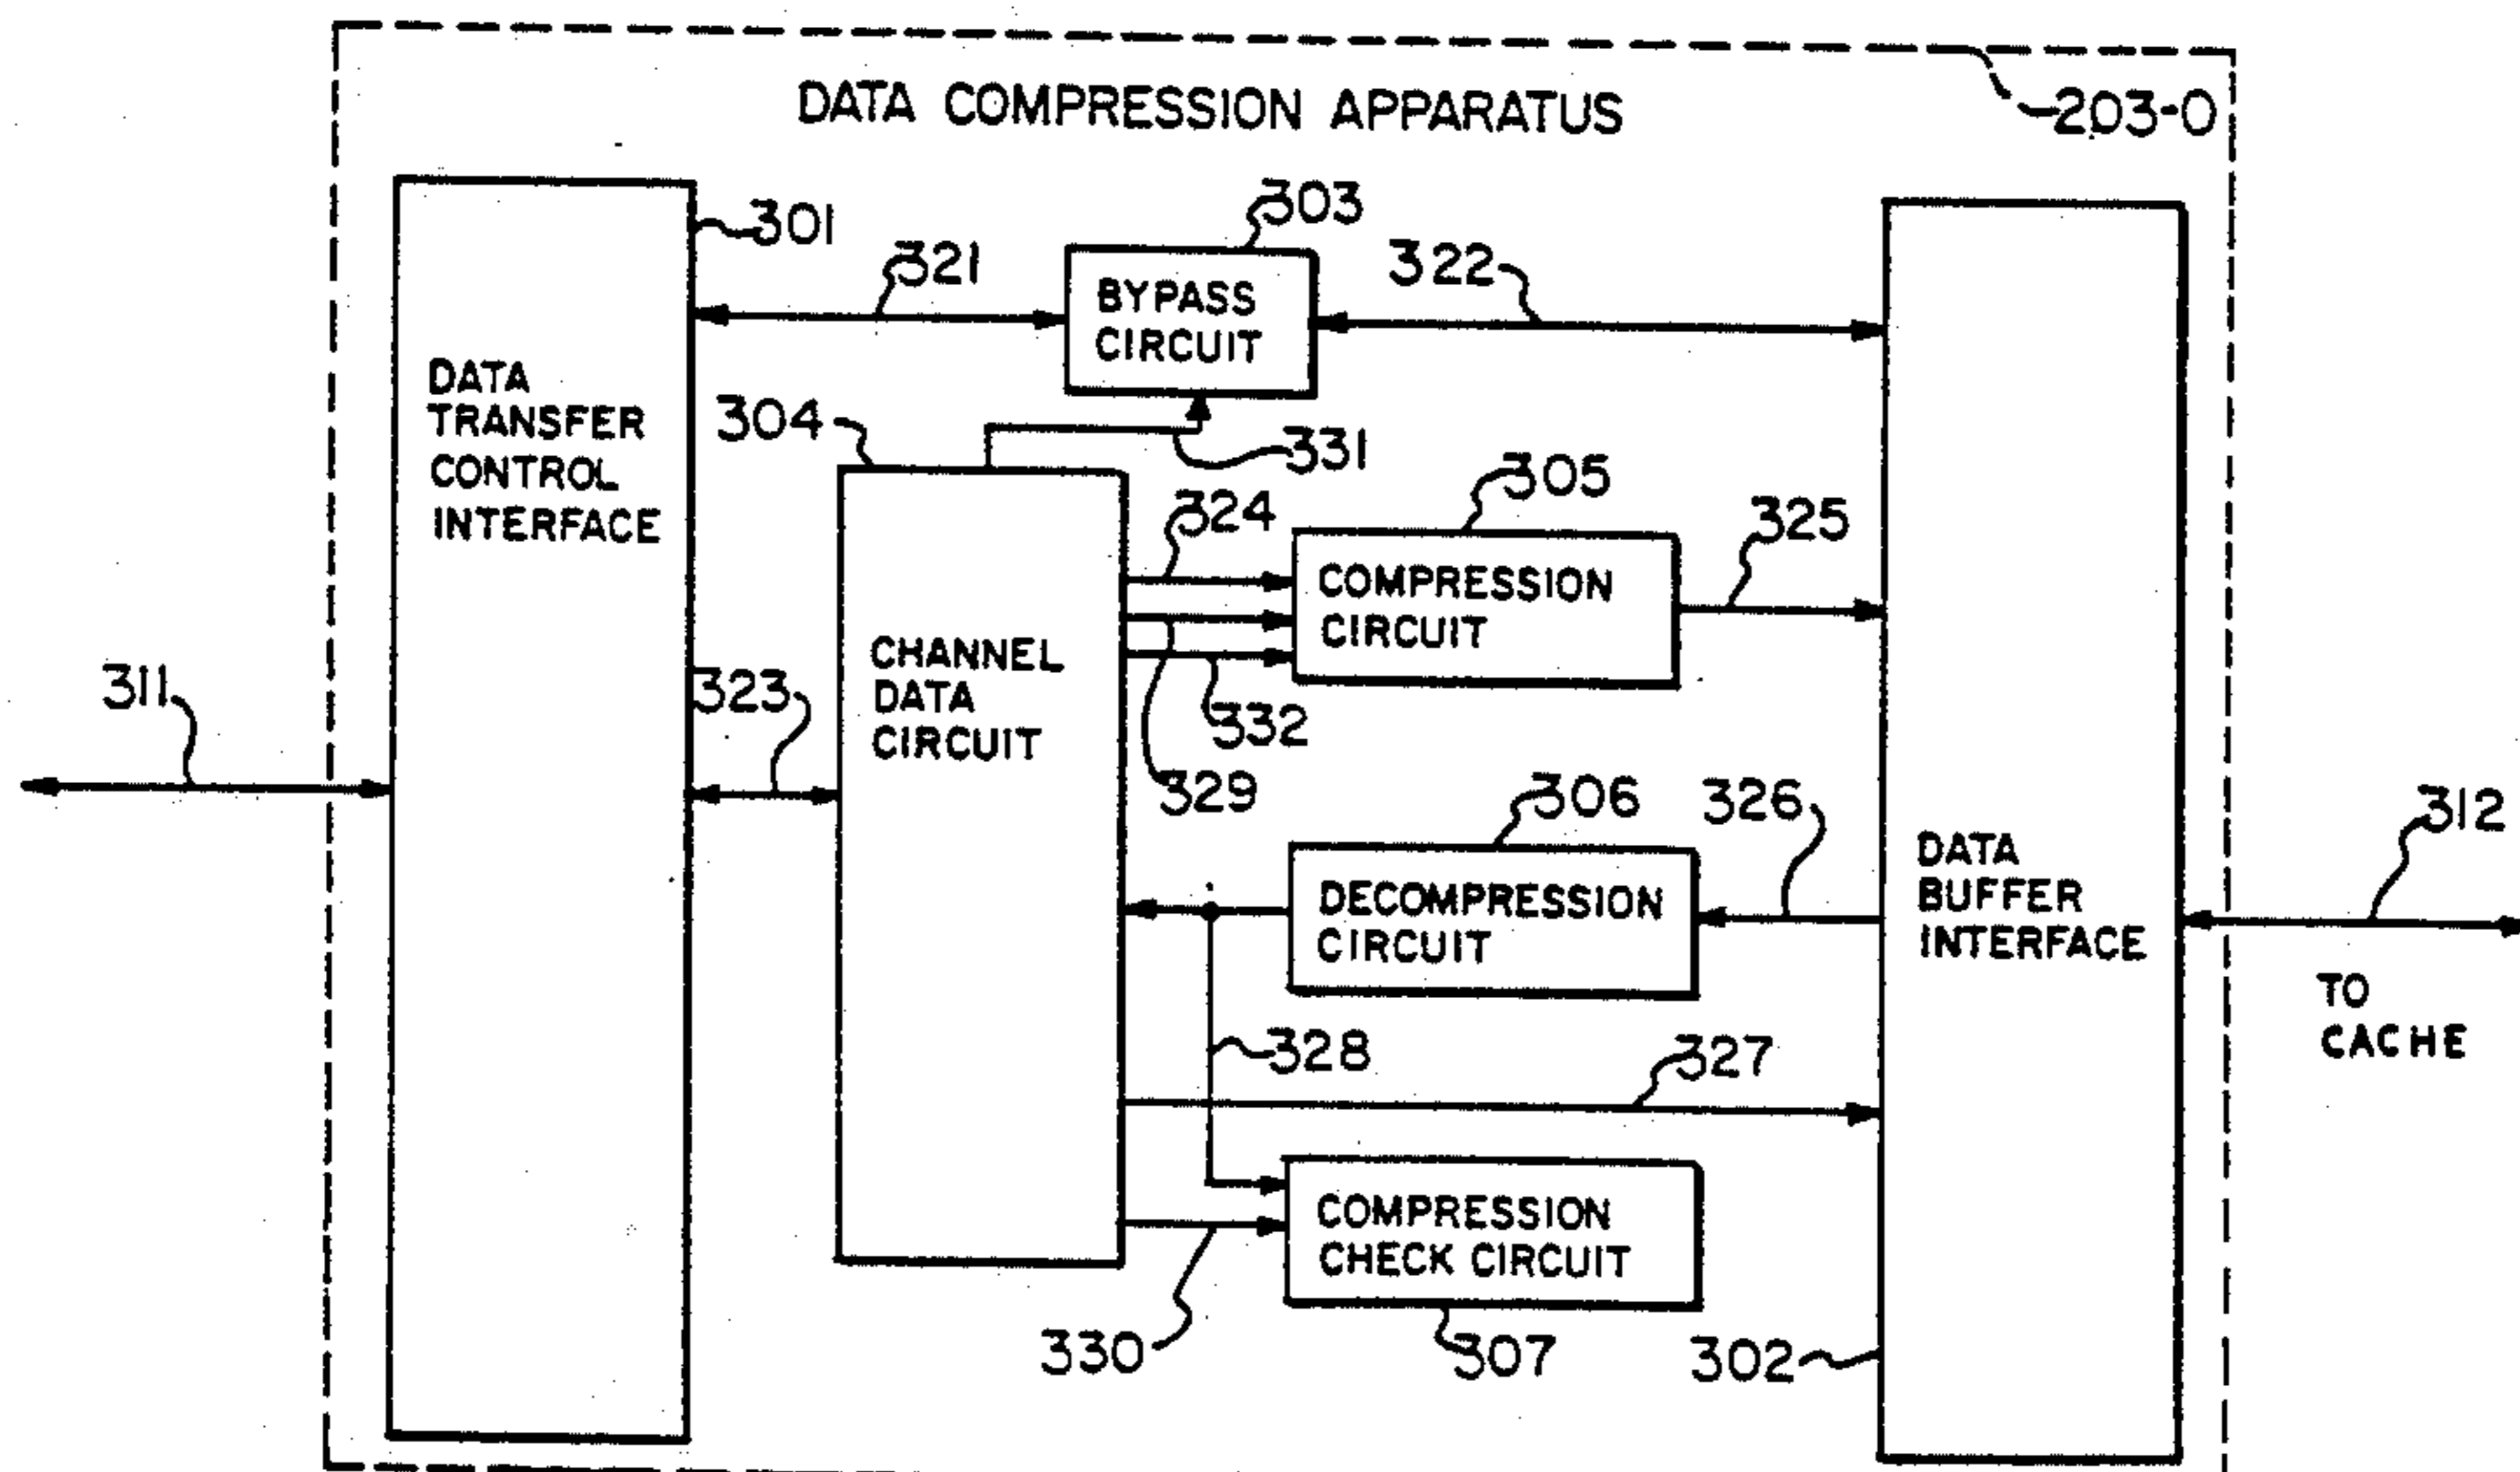 DATA COMPRESSION APPARATUS
203-0
301
303
321
322
BYPASS
CIRCUIT
DATA
TRANSFER
CONTROL
INTERFACE
304
331
305
324
325
COMPRESSION
CIRCUIT
CHANNEL
DATA
CIRCUIT
311
323
332
329
306
326
312
DECOMPRESSION
CIRCUIT
DATA
BUFFER
INTERFACE
TO
CACHE
328
327
COMPRESSION
CHECK CIRCUIT
330
307
302